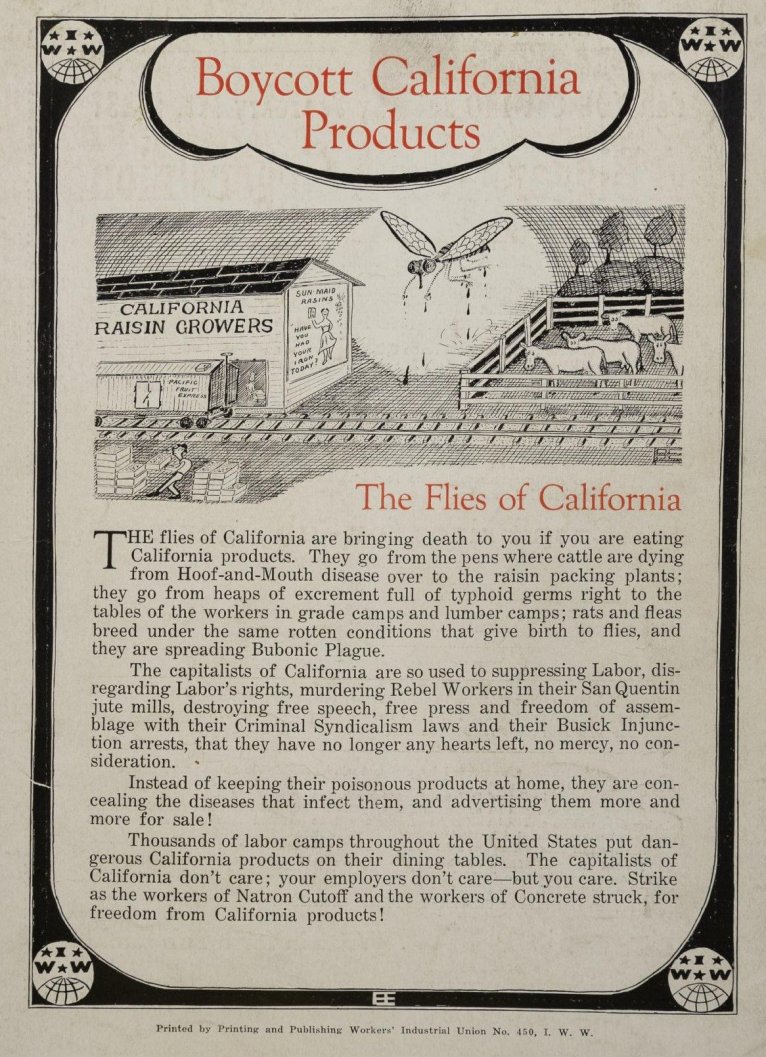 I
W W
I
W W
Boycott California
Products
CALIFORNIA
RAISIN GROWERS
SUN MAID
RASINS
HAVE
YOU
HAD
YOUR
IRON
TODAY?
PACIFIC
FRUIT
EXPRESS
The Flies of California
THE flies of California are bringing death to you if you are eating
California products. They go from the pens where cattle are dying
from Hoof-and-Mouth disease over to the raisin packing plants;
they go from heaps of excrement full of typhoid germs right to the
tables of the workers in grade camps and lumber camps; rats and fleas
breed under the same rotten conditions that give birth to flies, and
they are spreading Bubonic Plague.
The capitalists of California are so used to suppressing Labor, dis-
regarding Labor's rights, murdering Rebel Workers in their San Quentin
jute mills, destroying free speech, free press and freedom of assem-
blage with their Criminal Syndicalism laws and their Busick Injunc-
tion arrests, that they have no longer any hearts left, no mercy, no con-
sideration.
Instead of keeping their poisonous products at home, they are con-
cealing the diseases that infect them, and advertising them more and
more for sale!
Thousands of labor camps throughout the United States put dan-
gerous California products on their dining tables. The capitalists of
California don't care; your employers don't care—but you care. Strike
as the workers of Natron Cutoff and the workers of Concrete struck, for
freedom from California products!
I
W W
I
W W
EE
Printed by Printing and Publishing Workers' Industrial Union No. 450, I. W. W.